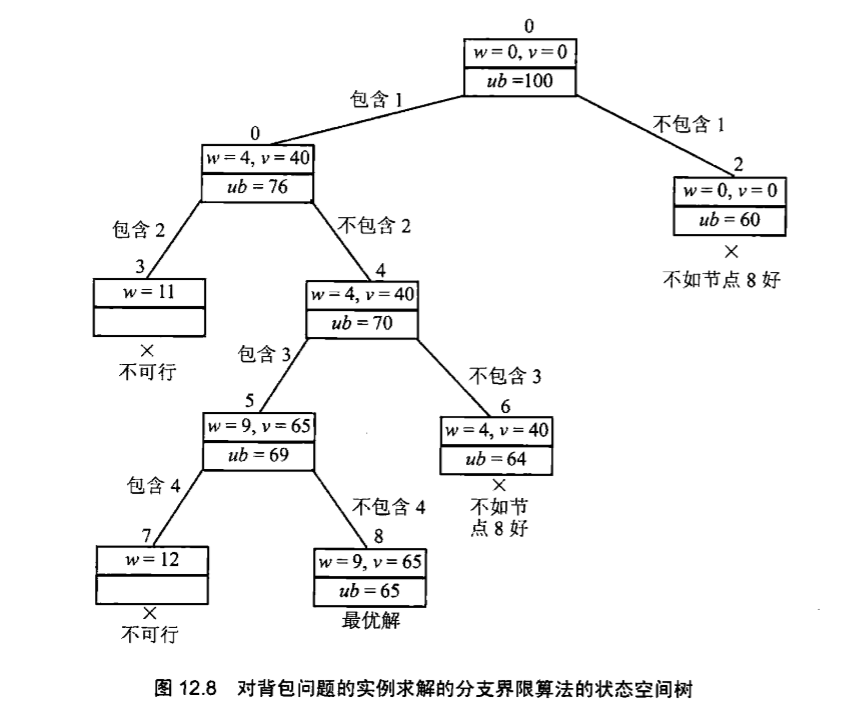 0
w = 0, v = 0
ub =100
包含 1
不包含 1
0
w = 4, v = 40
ub = 76
2
w = 0, v = 0
ub = 60
×
不如节点 8 好
包含 2
不包含 2
3
w = 11
×
不可行
4
w = 4, v = 40
ub = 70
包含 3
不包含 3
5
w = 9, v = 65
ub = 69
6
w = 4, v = 40
ub = 64
×
不如节
点 8 好
包含 4
不包含 4
7
w = 12
×
不可行
8
w = 9, v = 65
ub = 65
最优解
图 12.8 对背包问题的实例求解的分支界限算法的状态空间树